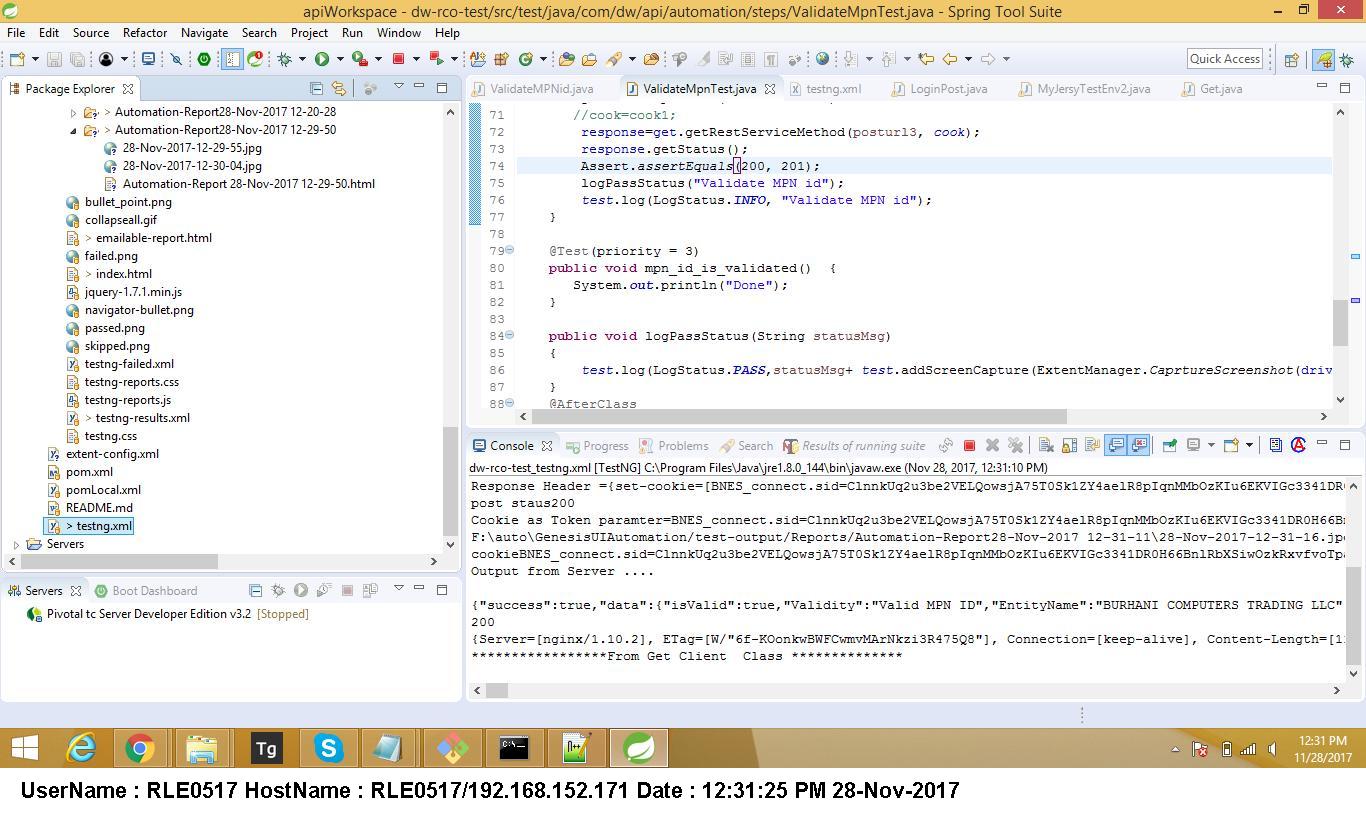 apiWorkspace - dw-rco-test/src/test/java/com/dw/api/automation/steps/ValidateMpnTest.java - Spring Tool Suite
File Edit Source Refactor Navigate Search Project Run Window Help
Quick Access
Package Explorer
> Automation-Report28-Nov-2017 12-20-28
> Automation-Report28-Nov-2017 12-29-50
28-Nov-2017-12-29-55.jpg
28-Nov-2017-12-30-04.jpg
Automation-Report 28-Nov-2017 12-29-50.html
bullet_point.png
collapseall.gif
> emailable-report.html
failed.png
> index.html
jquery-1.7.1.min.js
navigator-bullet.png
passed.png
skipped.png
testng-failed.xml
testng-reports.css
testng-reports.js
> testng-results.xml
testng.css
extent-config.xml
pom.xml
pomLocal.xml
README.md
> testng.xml
Servers
Servers Boot Dashboard
Pivotal tc Server Developer Edition v3.2 [Stopped]
ValidateMPNid.java ValidateMpnTest.java testng.xml LoginPost.java MyJersyTestEnv2.java Get.java
71 //cook=cook1;
72 response=get.getRestServiceMethod(posturl3, cook);
73 response.getStatus();
74 Assert.assertEquals(200, 201);
75 logPassStatus("Validate MPN id");
76 test.log(LogStatus.INFO, "Validate MPN id");
77 }
78
79 @Test(priority = 3)
80 public void mpn_id_is_validated() {
81 System.out.println("Done");
82 }
83
84 public void logPassStatus(String statusMsg)
85 {
86 test.log(LogStatus.PASS,statusMsg+ test.addScreenCapture(ExtentManager.CaprtureScreenshot(driv
87 }
88 @AfterClass
Console Progress Problems Search Results of running suite
dw-rco-test_testng.xml [TestNG] C:\Program Files\Java\jre1.8.0_144\bin\javaw.exe (Nov 28, 2017, 12:31:10 PM)
Response Header ={set-cookie=[BNES_connect.sid=ClnnkUq2u3be2VELQowsjA75T0Sk1ZY4aelR8pIqnMMbOzKIu6EKVIGc3341DR
post staus200
Cookie as Token paramter=BNES_connect.sid=ClnnkUq2u3be2VELQowsjA75T0Sk1ZY4aelR8pIqnMMbOzKIu6EKVIGc3341DR0H66B
F:\auto\GenesisUIAutomation/test-output/Reports/Automation-Report28-Nov-2017 12-31-11\28-Nov-2017-12-31-16.jp
cookieBNES_connect.sid=ClnnkUq2u3be2VELQowsjA75T0Sk1ZY4aelR8pIqnMMbOzKIu6EKVIGc3341DR0H66BnlRbXSiwOzkRxvfvoTp
Output from Server ....
{"success":true,"data":{"isValid":true,"Validity":"Valid MPN ID","EntityName":"BURHANI COMPUTERS TRADING LLC"
200
{Server=[nginx/1.10.2], ETag=[W/"6f-KOonkwBWFCwmvMArNkzi3R475Q8"], Connection=[keep-alive], Content-Length=[1
*****************From Get Client Class **************
Tg
12:31 PM
11/28/2017
UserName : RLE0517 HostName : RLE0517/192.168.152.171 Date : 12:31:25 PM 28-Nov-2017